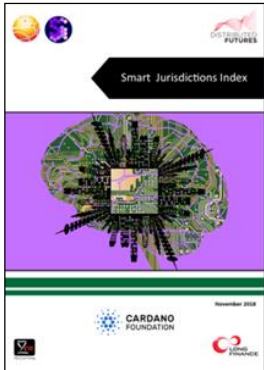 DISTRIBUTED
FUTURES
Smart Jurisdictions Index
November 2018
CARDANO
FOUNDATION
LONG
FINANCE